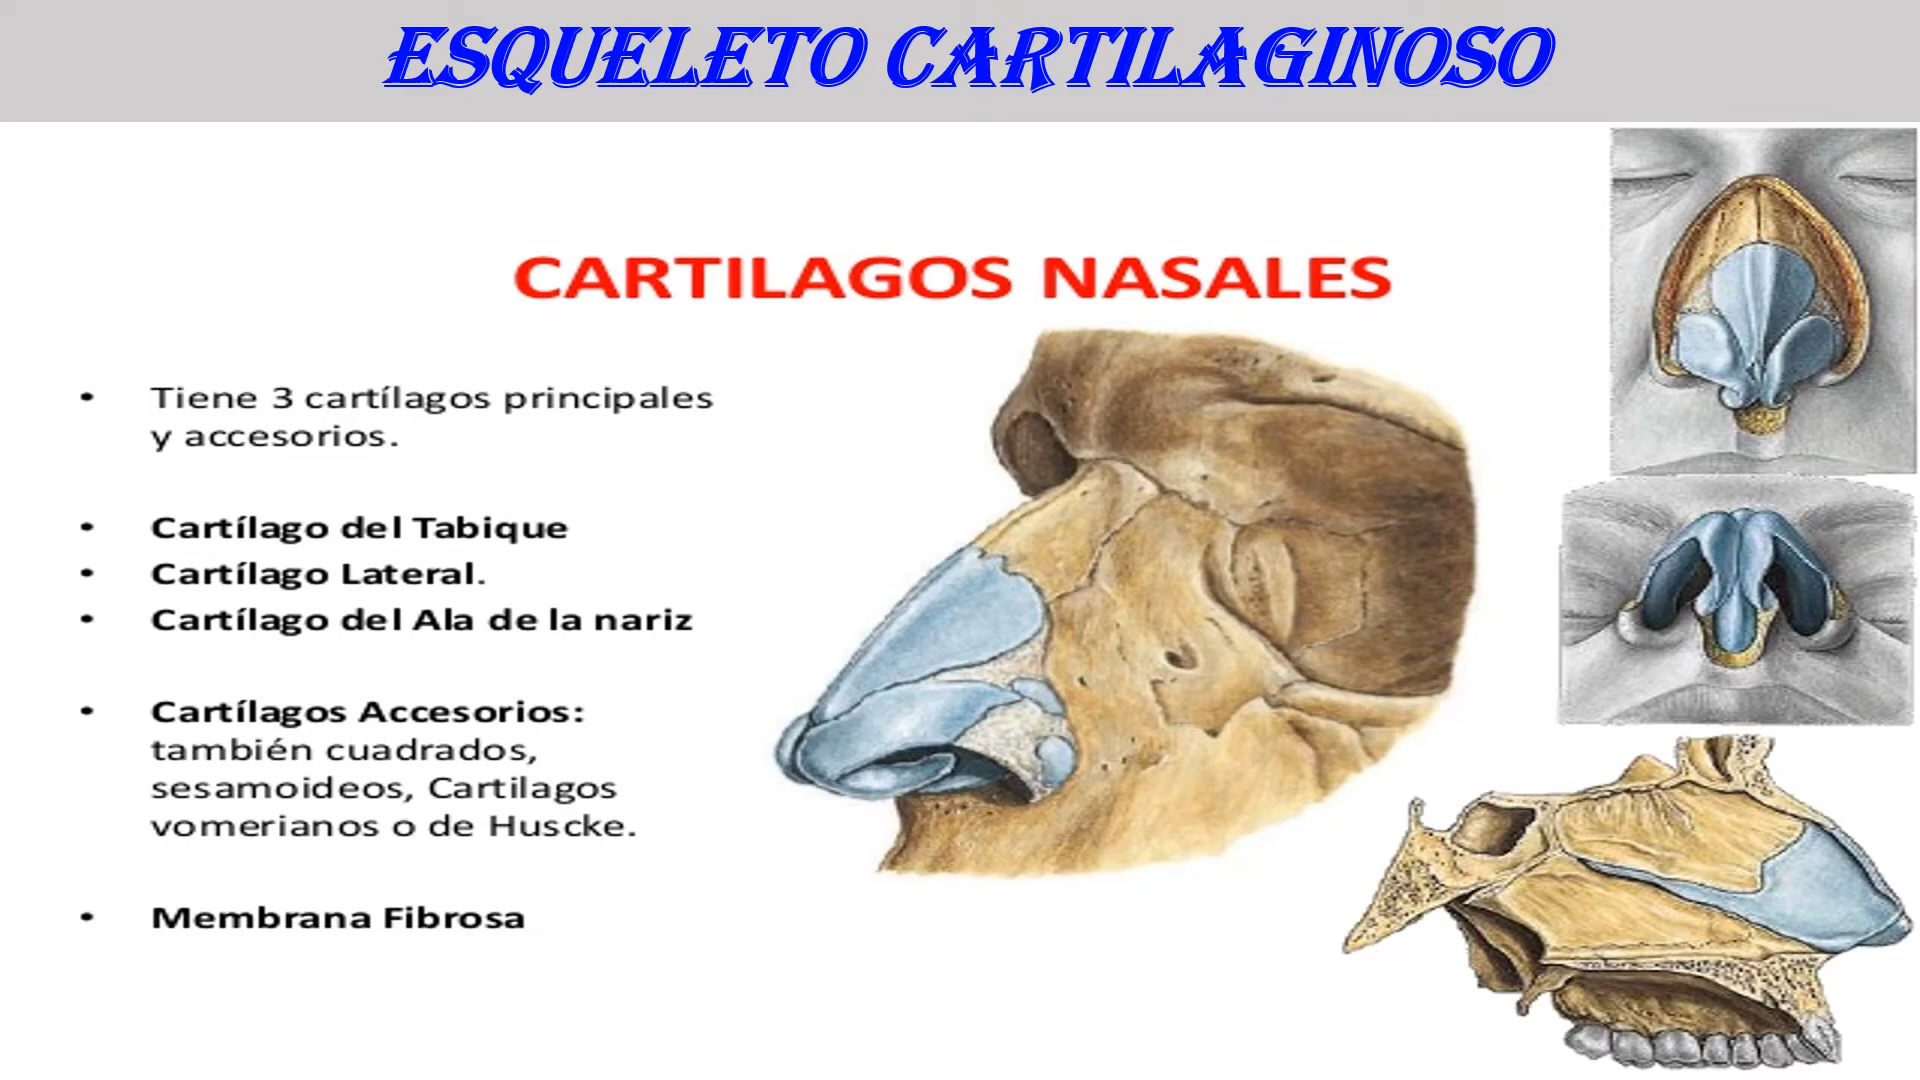 ESQUELETO CARTILAGINOSO
CARTILAGOS NASALES
• Tiene 3 cartílagos principales
y accesorios.
• Cartílago del Tabique
• Cartílago Lateral.
• Cartílago del Ala de la nariz
• Cartílagos Accesorios:
también cuadrados,
sesamoideos, Cartilagos
vomerianos o de Huscke.
• Membrana Fibrosa